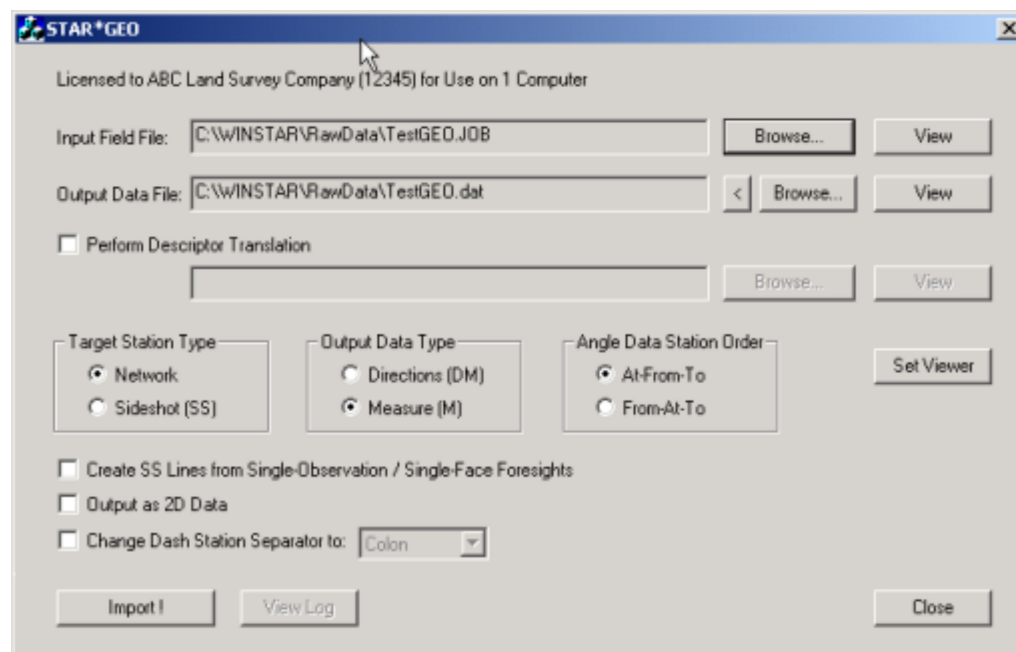 STAR*GEO
Licensed to ABC Land Survey Company (12345) for Use on 1 Computer
Input Field File: C:\WINSTAR\RawData\TestGEO.JOB Browse... View
Output Data File: C:\WINSTAR\RawData\TestGEO.dat < Browse... View
Perform Descriptor Translation
Browse... View
Target Station Type Output Data Type Angle Data Station Order
Network Directions (DM) At-From-To Set Viewer
Sideshot (SS) Measure (M) From-At-To
Create SS Lines from Single-Observation / Single-Face Foresights
Output as 2D Data
Change Dash Station Separator to: Colon
Import ! View Log Close